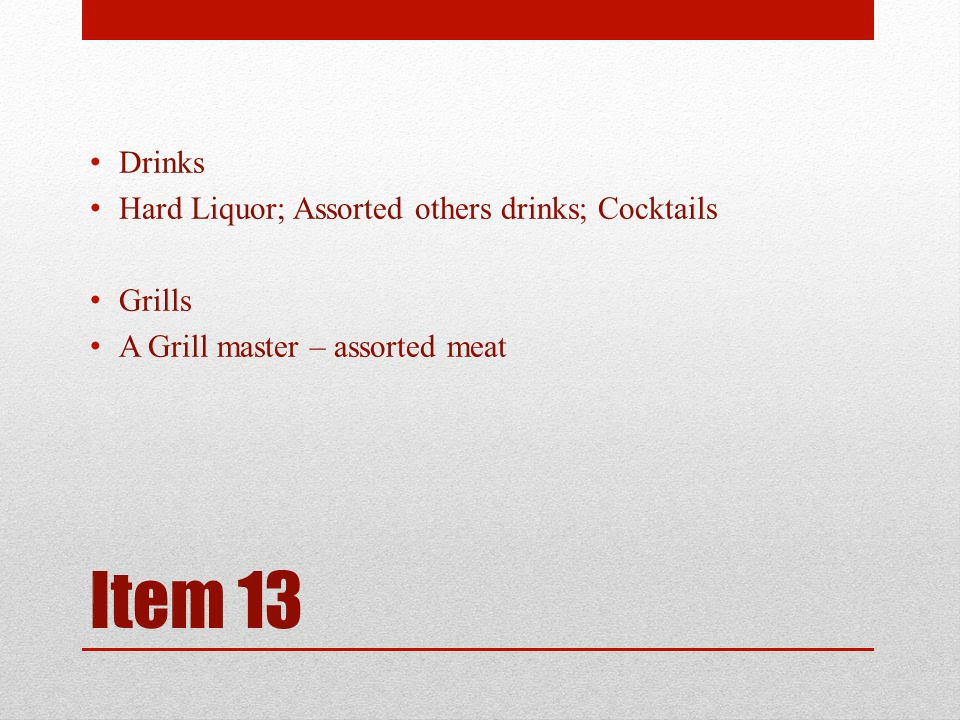 • Drinks
• Hard Liquor; Assorted others drinks; Cocktails
• Grills
• A Grill master – assorted meat
Item 13